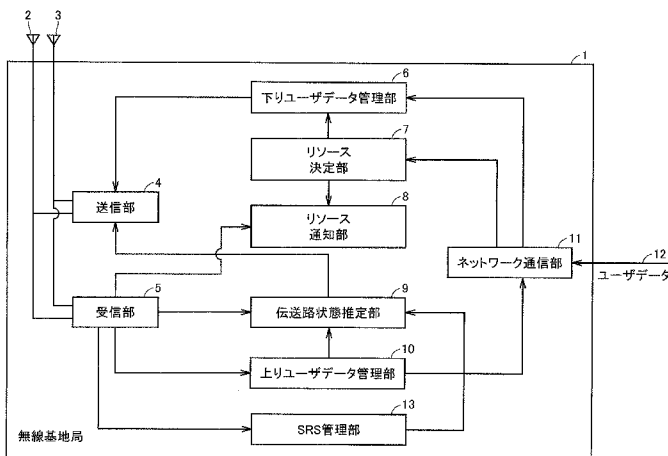 2
3
1
6
下りユーザデータ管理部
7
リソース
決定部
4
送信部
8
リソース
通知部
11
ネットワーク通信部
12
ユーザデータ
5
受信部
9
伝送路状態推定部
10
上りユーザデータ管理部
13
SRS管理部
無線基地局